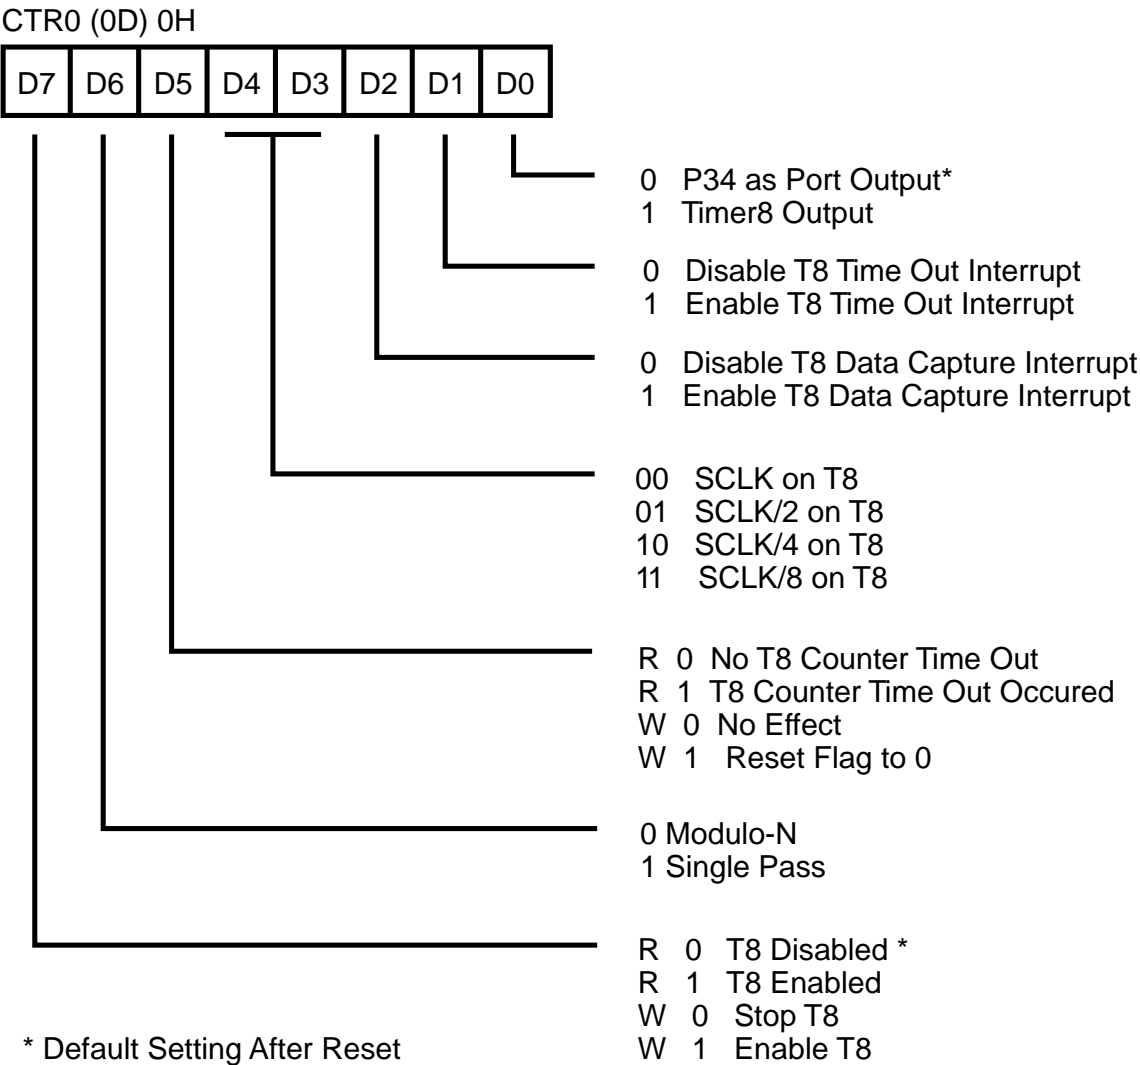 CTR0 (0D) 0H
D7 D6 D5 D4 D3 D2 D1 D0
0 P34 as Port Output*
1 Timer8 Output
0 Disable T8 Time Out Interrupt
1 Enable T8 Time Out Interrupt
0 Disable T8 Data Capture Interrupt
1 Enable T8 Data Capture Interrupt
00 SCLK on T8
01 SCLK/2 on T8
10 SCLK/4 on T8
11 SCLK/8 on T8
R 0 No T8 Counter Time Out
R 1 T8 Counter Time Out Occured
W 0 No Effect
W 1 Reset Flag to 0
0 Modulo-N
1 Single Pass
R 0 T8 Disabled *
R 1 T8 Enabled
W 0 Stop T8
W 1 Enable T8
* Default Setting After Reset